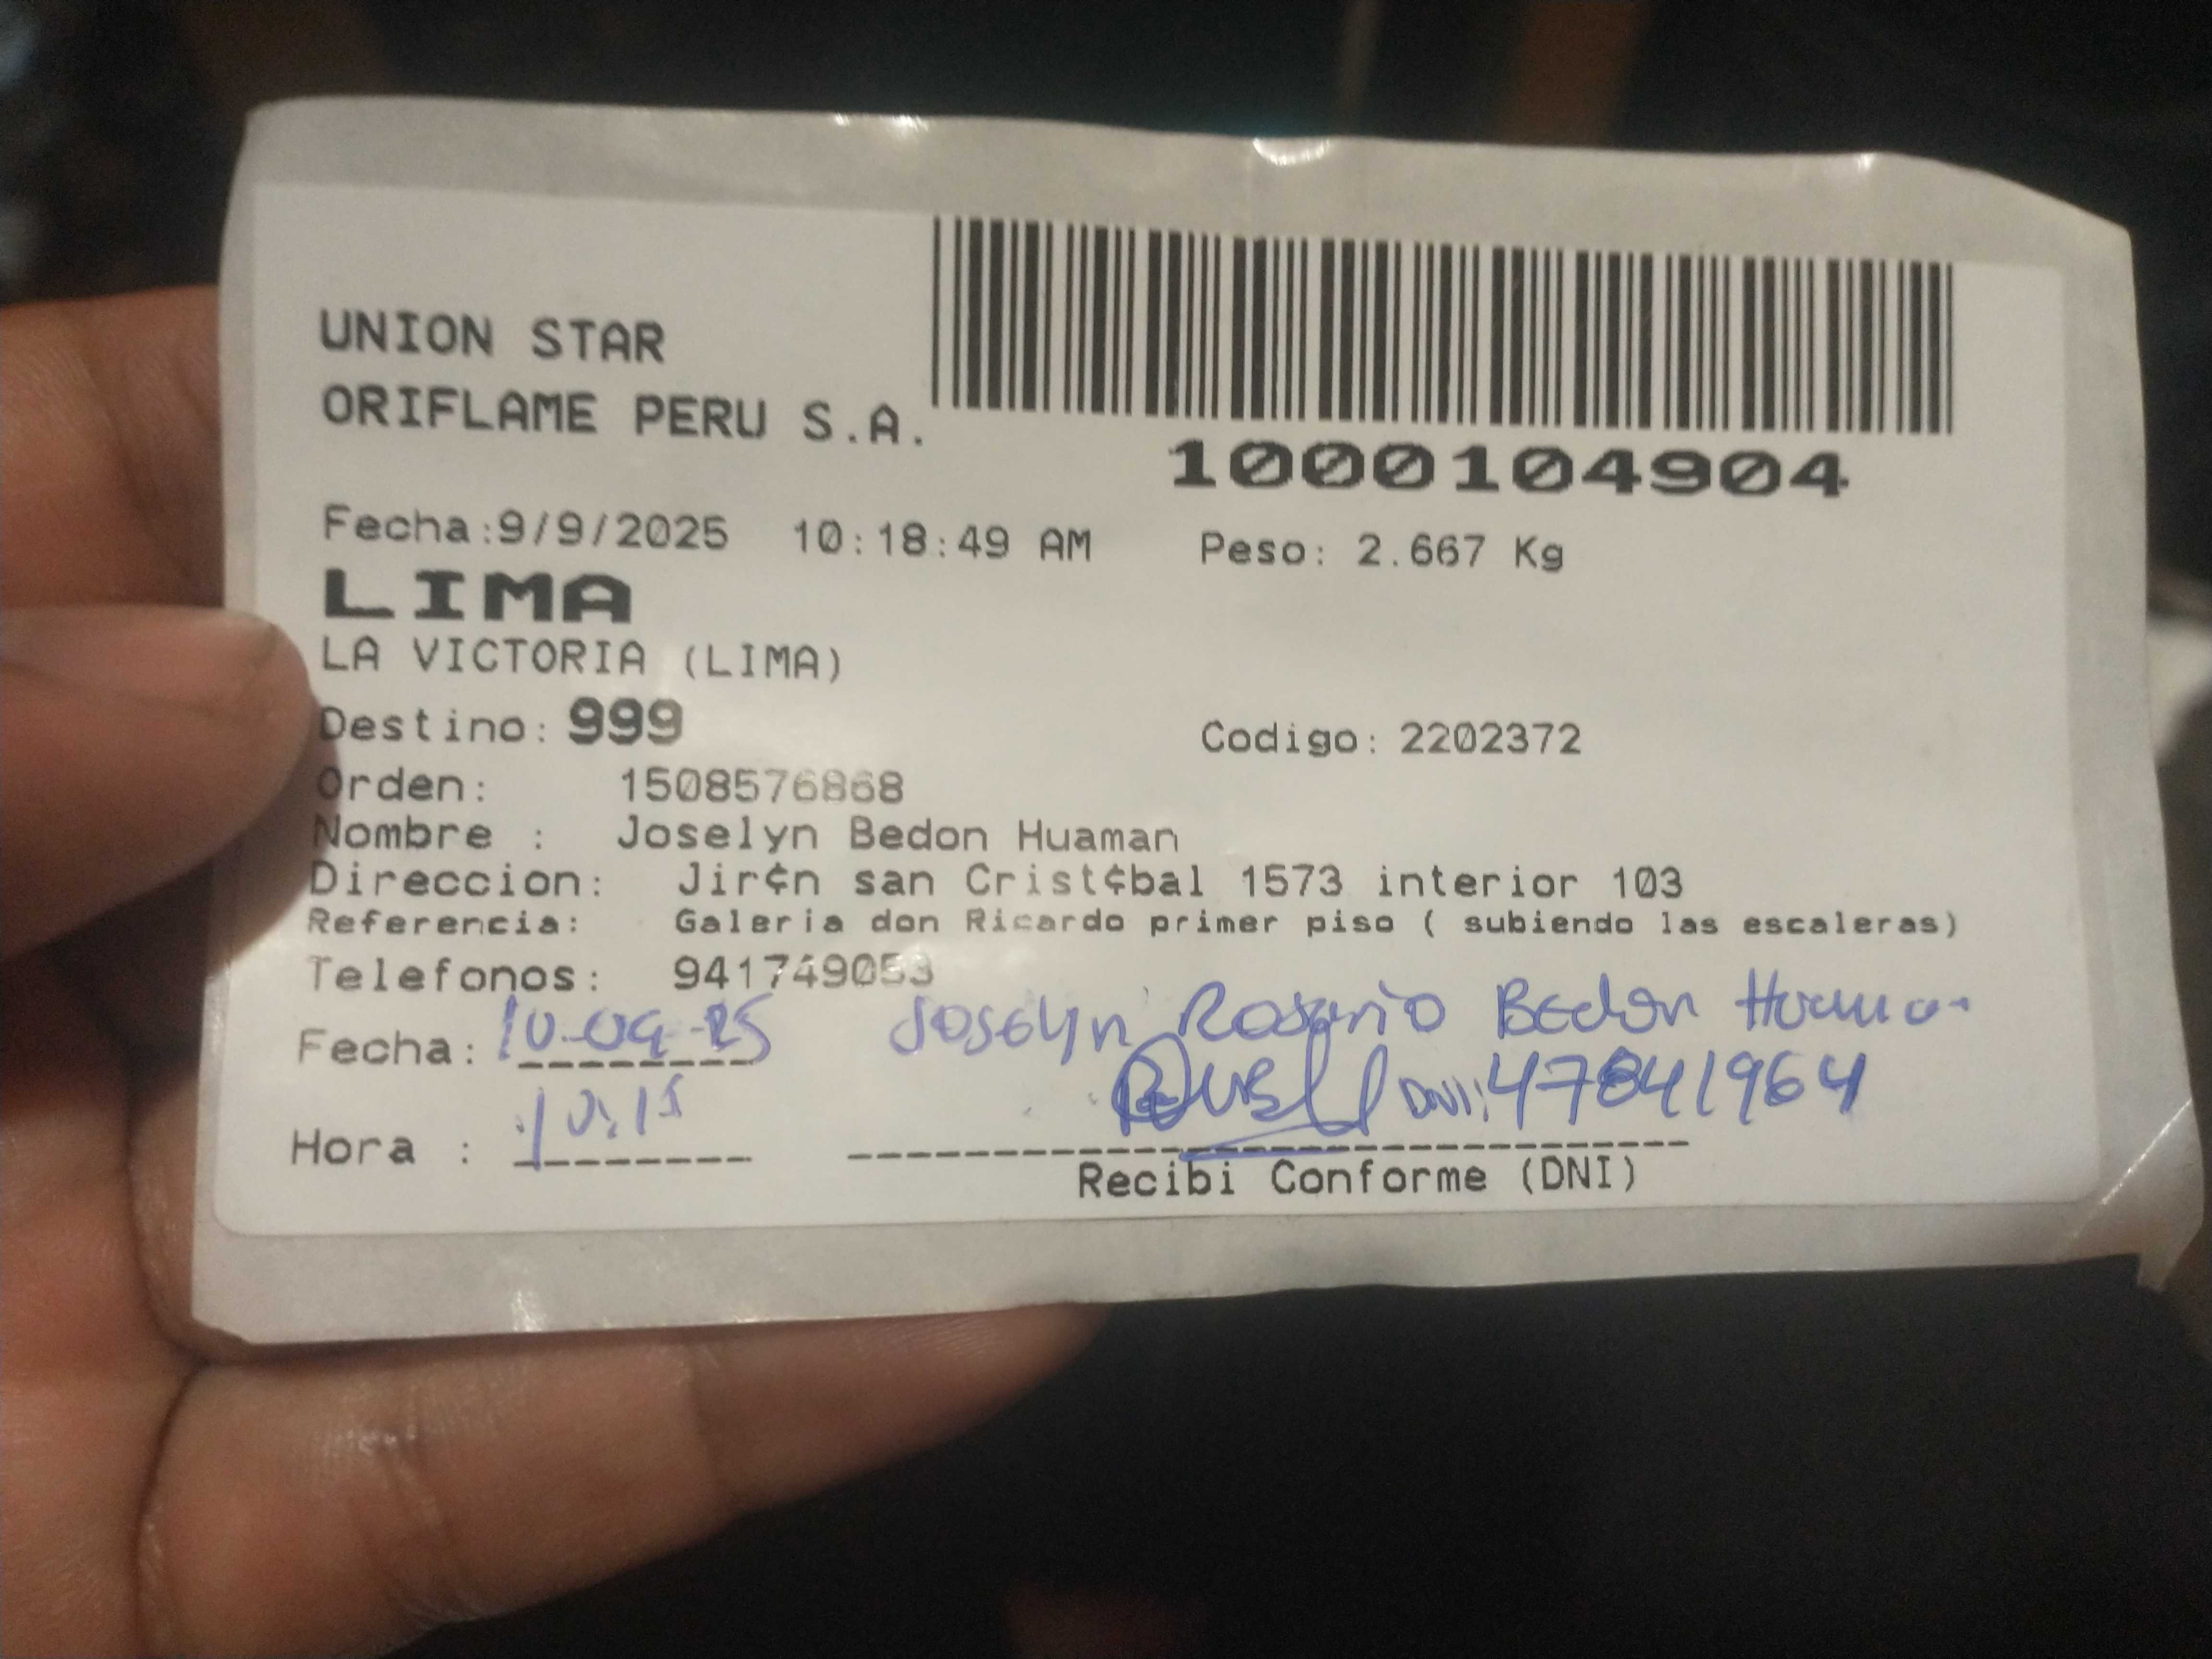 UNION STAR
ORIFLAME PERU S.A.
1000104904
Fecha:9/9/2025 10:18:49 AM Peso: 2.667 Kg
LIMA
LA VICTORIA (LIMA)
Destino: 999 Codigo: 2202372
Orden: 1508576868
Nombre : Joselyn Bedon Huaman
Direccion: Jir¢n san Crist¢bal 1573 interior 103
Referencia: Galeria don Ricardo primer piso ( subiendo las escaleras)
Telefonos: 941749053
Joselyn Rosario Bedon Huaman
Fecha: 10-09-25
DNI: 47841964
Hora : 10:15
Recibi Conforme (DNI)